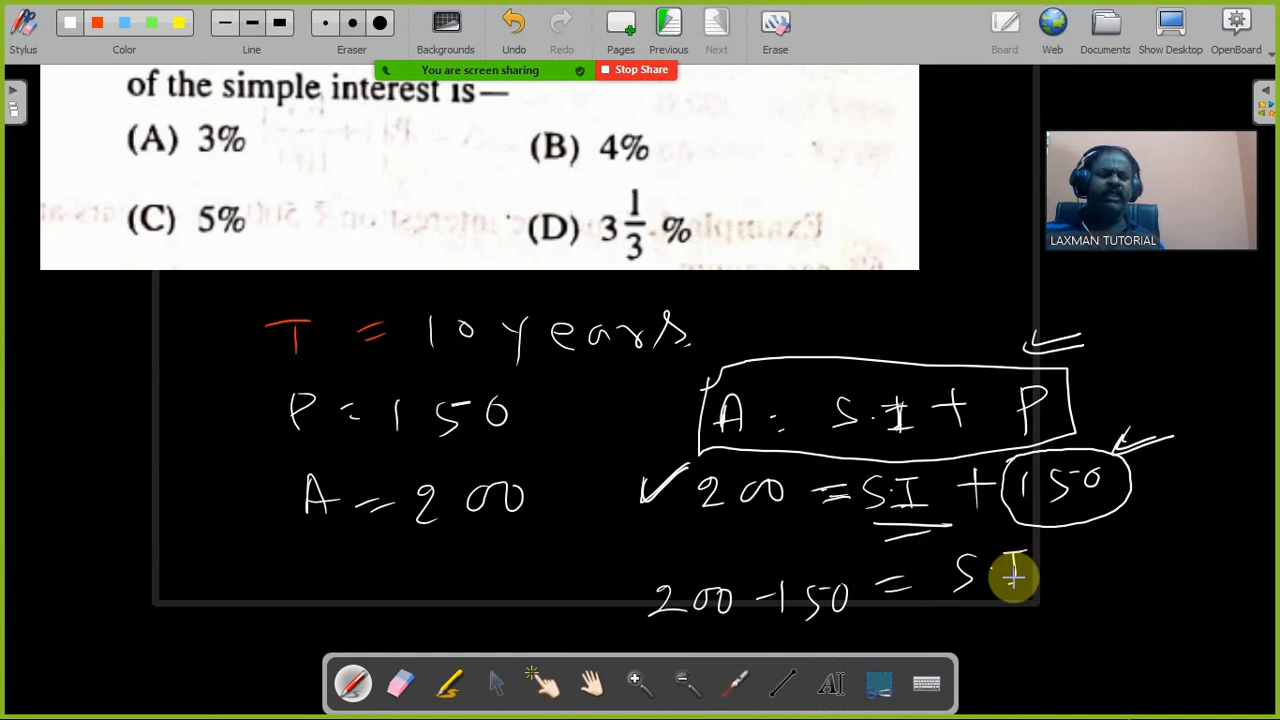 Stylus Color Line Eraser Backgrounds Undo Redo Pages Previous Next Erase Board Web Documents Show Desktop OpenBoard
You are screen sharing Stop Share
of the simple interest is—
(A) 3% (B) 4%
(C) 5% (D) 3 1/3 %
LAXMAN TUTORIAL
T = 10 years
P = 150
A = 200
A = S.I + P
200 = S.I + 150
200 - 150 = S.I